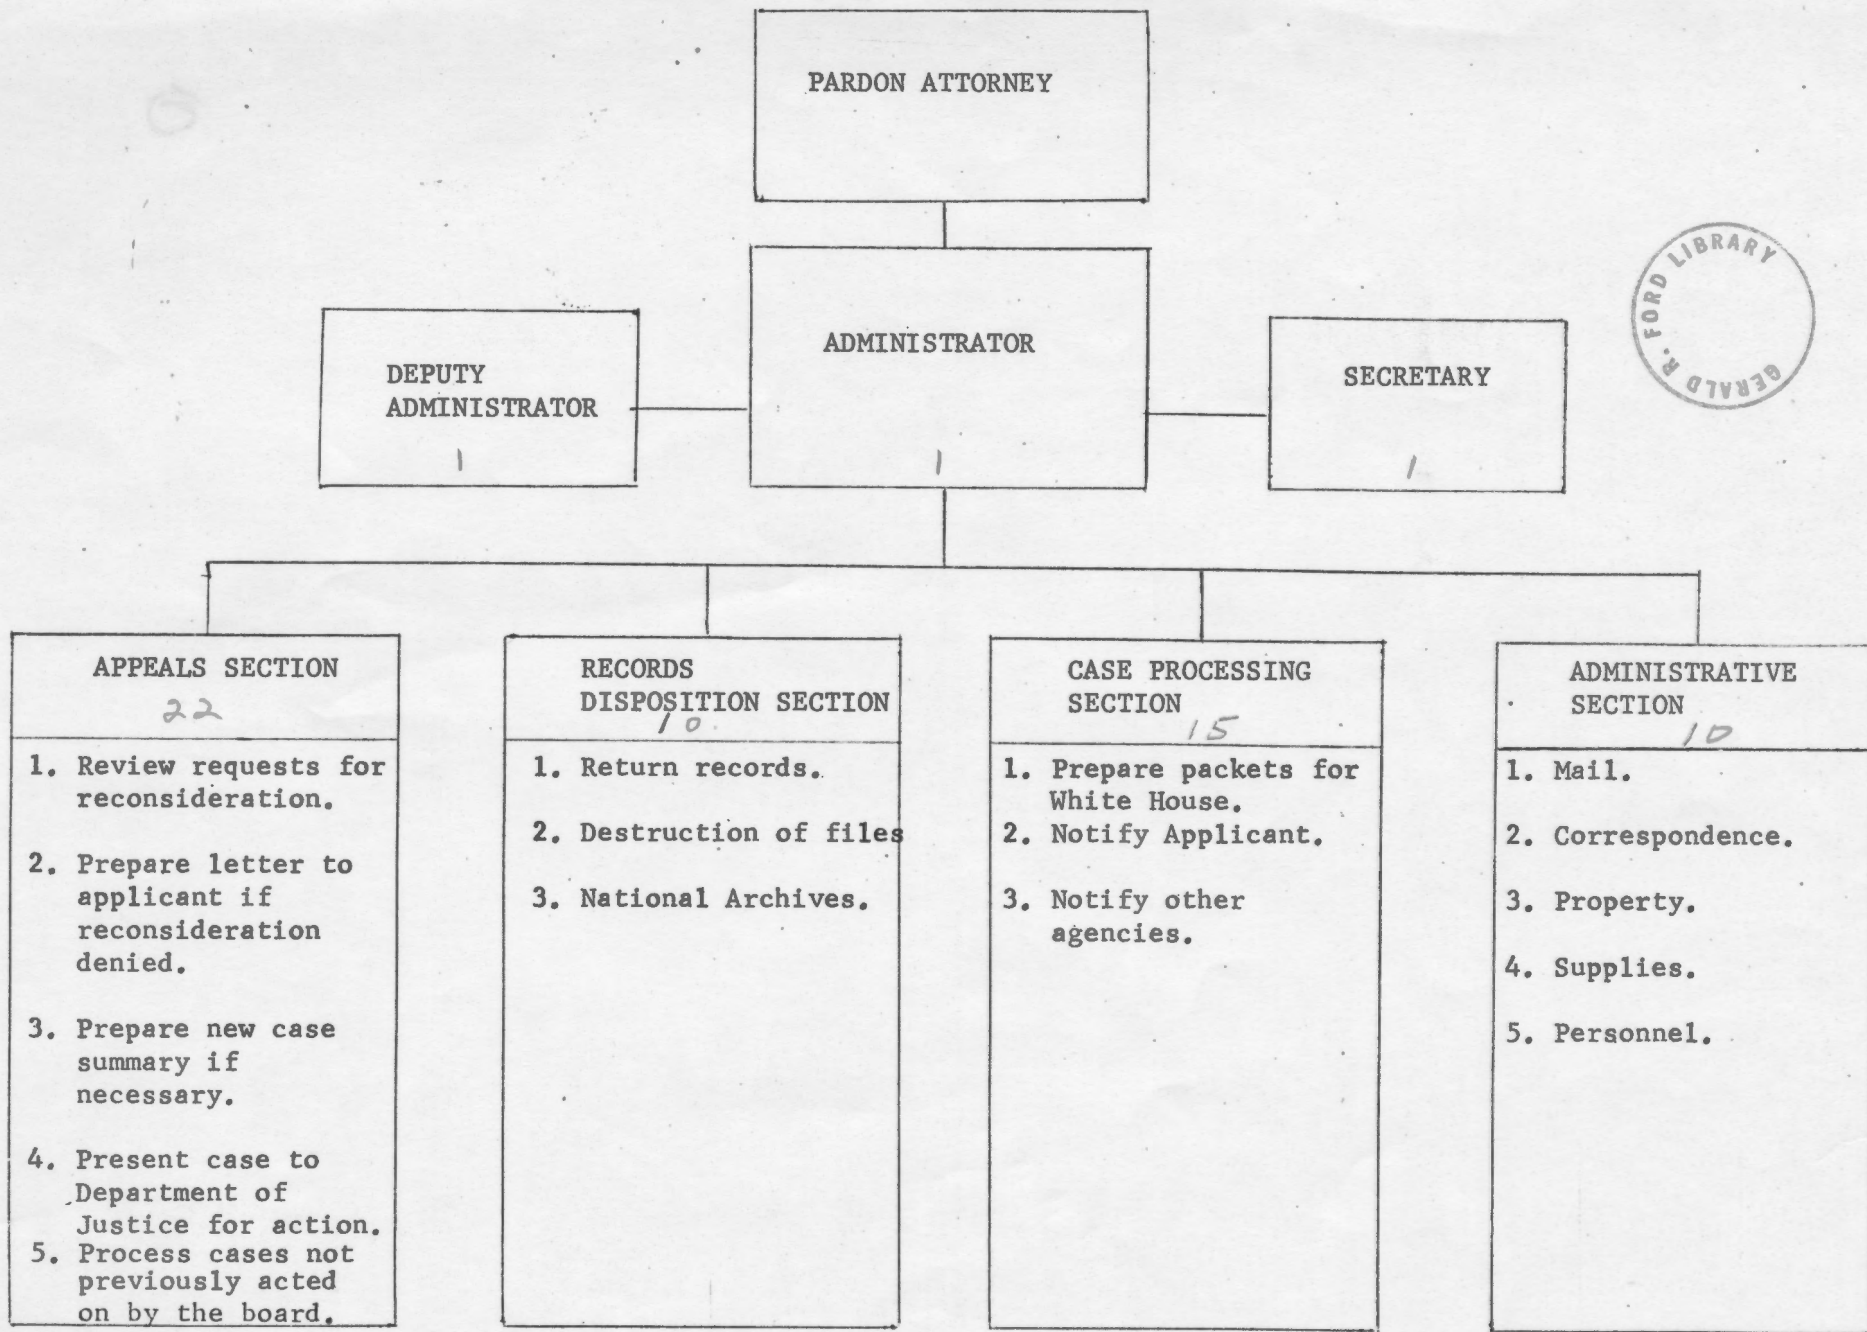 PARDON ATTORNEY
GERALD R. FORD LIBRARY
ADMINISTRATOR
1
DEPUTY
ADMINISTRATOR
1
SECRETARY
1
APPEALS SECTION
22
1. Review requests for
reconsideration.
2. Prepare letter to
applicant if
reconsideration
denied.
3. Prepare new case
summary if
necessary.
4. Present case to
Department of
Justice for action.
5. Process cases not
previously acted
on by the board.
RECORDS
DISPOSITION SECTION
10
1. Return records.
2. Destruction of files
3. National Archives.
CASE PROCESSING
SECTION
15
1. Prepare packets for
White House.
2. Notify Applicant.
3. Notify other
agencies.
ADMINISTRATIVE
SECTION
10
1. Mail.
2. Correspondence.
3. Property.
4. Supplies.
5. Personnel.